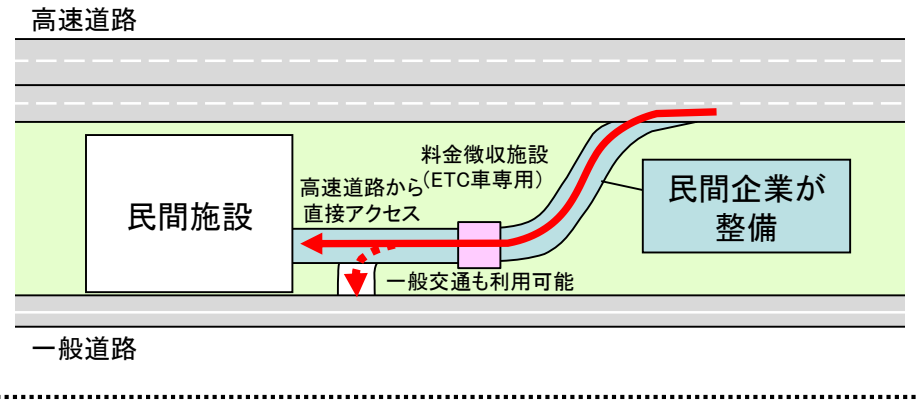 高速道路
料金徴収施設
(ETC車専用)
高速道路から
直接アクセス
民間施設
民間企業が
整備
一般交通も利用可能
一般道路